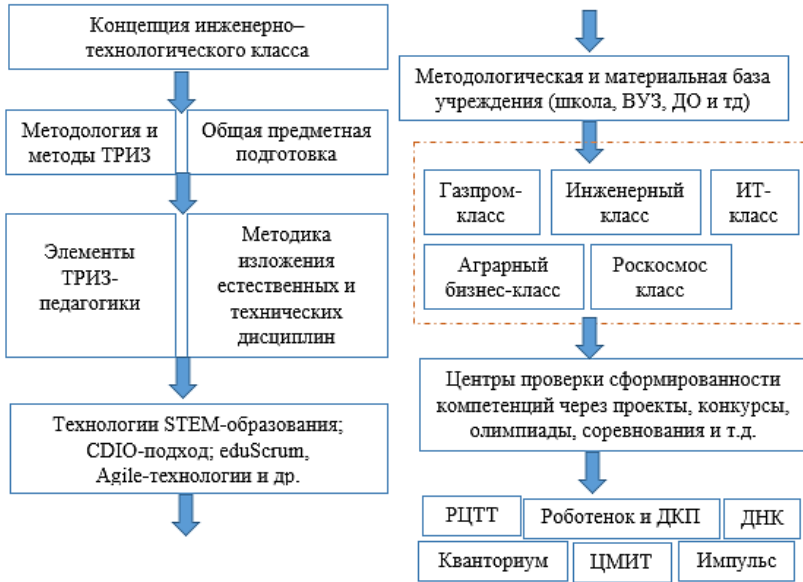 Концепция инженерно–
технологического класса
Методология и
методы ТРИЗ
Общая предметная
подготовка
Элементы
ТРИЗ-
педагогики
Методика
изложения
естественных и
технических
дисциплин
Технологии STEM-образования;
CDIO-подход; eduScrum,
Agile-технологии и др.
Методологическая и материальная база
учреждения (школа, ВУЗ, ДО и тд)
Газпром-
класс
Инженерный
класс
ИТ-
класс
Аграрный
бизнес-класс
Роскосмос
класс
Центры проверки сформированности
компетенций через проекты, конкурсы,
олимпиады, соревнования и т.д.
РЦТТ
Роботенок и ДКП
ДНК
Кванториум
ЦМИТ
Импульс